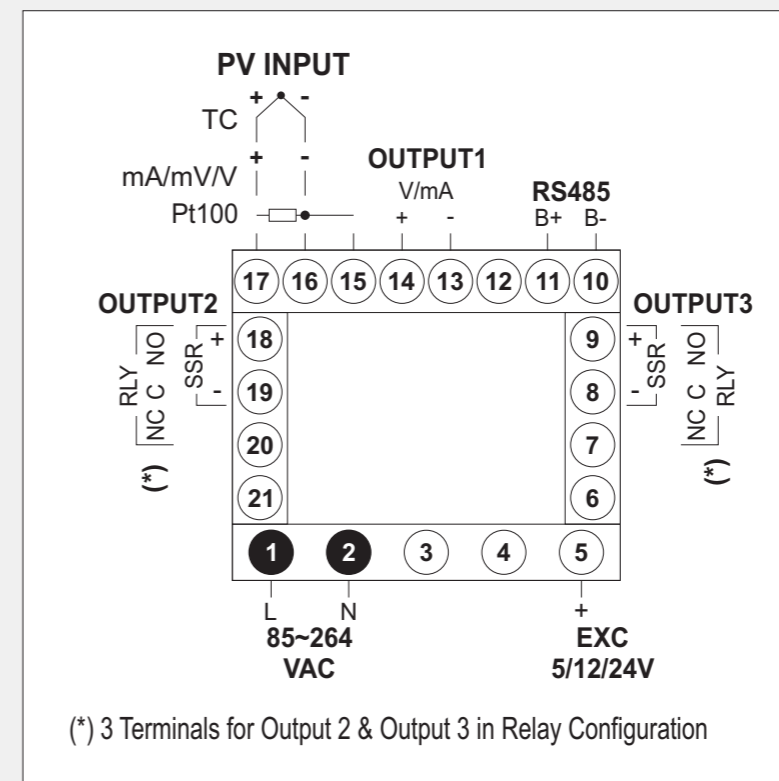 PV INPUT
+ -
TC
+ -
mA/mV/V
Pt100
OUTPUT1
V/mA
+ -
RS485
B+ B-
17 16 15 14 13 12 11 10
OUTPUT2
RLY
NC C NO
SSR
+
-
(*)
18
19
20
21
OUTPUT3
9
8
7
6
+
-
SSR
NC C NO
RLY
(*)
1 2 3 4 5
L N
85~264
VAC
+
EXC
5/12/24V
(*) 3 Terminals for Output 2 & Output 3 in Relay Configuration